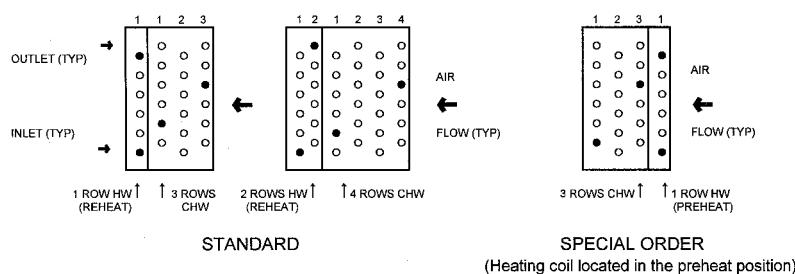 1 1 2 3
1 2 1 2 3 4
1 2 3 1
OUTLET (TYP)
INLET (TYP)
AIR
FLOW (TYP)
AIR
FLOW (TYP)
1 ROW HW
(REHEAT)
3 ROWS
CHW
2 ROWS HW
(REHEAT)
4 ROWS CHW
3 ROWS CHW
1 ROW HW
(PREHEAT)
STANDARD
SPECIAL ORDER
(Heating coil located in the preheat position)